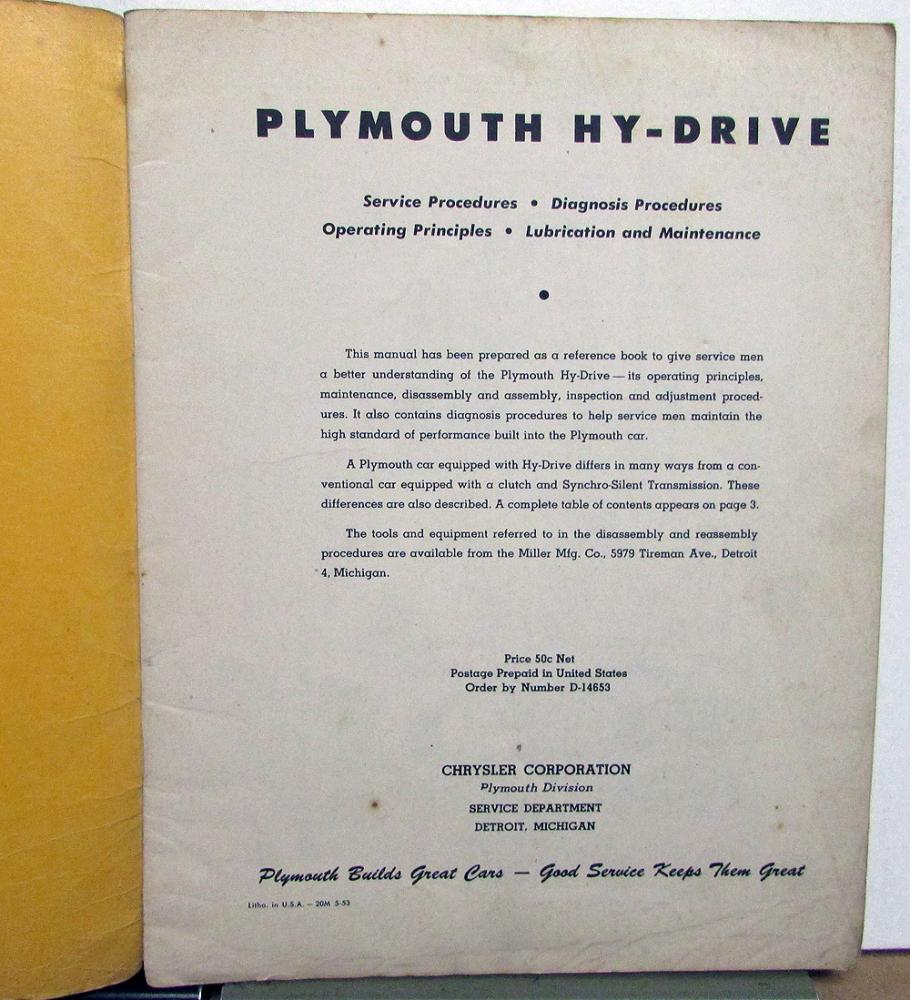 PLYMOUTH HY-DRIVE
Service Procedures • Diagnosis Procedures
Operating Principles • Lubrication and Maintenance
•
This manual has been prepared as a reference book to give service men
a better understanding of the Plymouth Hy-Drive — its operating principles,
maintenance, disassembly and assembly, inspection and adjustment proced-
ures. It also contains diagnosis procedures to help service men maintain the
high standard of performance built into the Plymouth car.
A Plymouth car equipped with Hy-Drive differs in many ways from a con-
ventional car equipped with a clutch and Synchro-Silent Transmission. These
differences are also described. A complete table of contents appears on page 3.
The tools and equipment referred to in the disassembly and reassembly
procedures are available from the Miller Mfg. Co., 5979 Tireman Ave., Detroit
4, Michigan.
Price 50c Net
Postage Prepaid in United States
Order by Number D-14653
CHRYSLER CORPORATION
Plymouth Division
SERVICE DEPARTMENT
DETROIT, MICHIGAN
Plymouth Builds Great Cars — Good Service Keeps Them Great
Litho. in U.S.A. — 20M 5-53